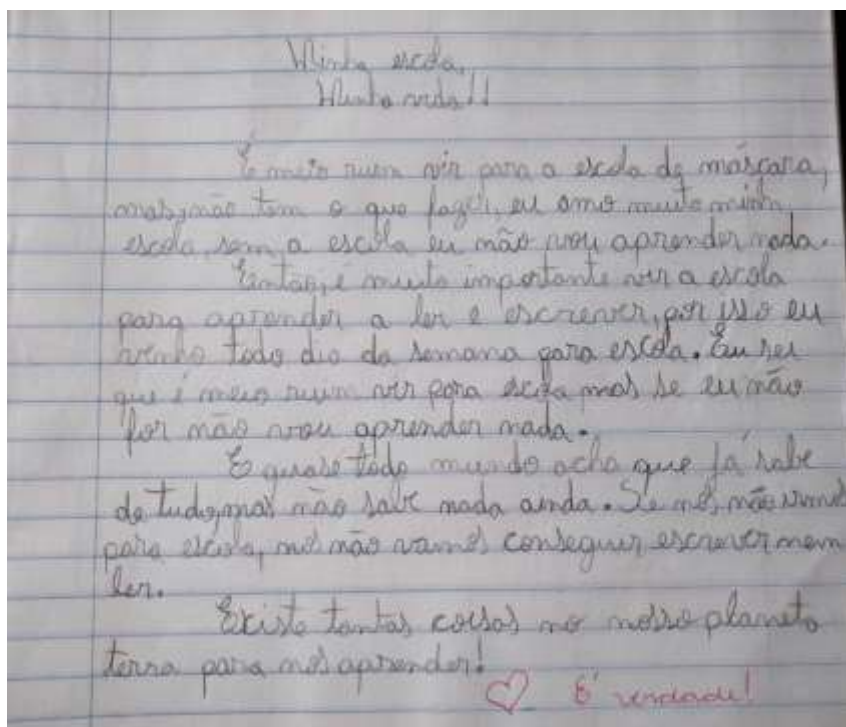 Minha escola,
Minha vida!!
É meio ruim vir para a escola de máscara,
mas, não tem o que fazer, eu amo muito minha
escola, sem a escola eu não vou aprender nada.
Então, é muito importante vir a escola
para aprender a ler e escrever, por isso eu
venho todo dia da semana para escola. Eu sei
que é meio ruim vir para escola mas se eu não
for não vou aprender nada.
E quase todo mundo acha que já sabe
de tudo, mas não sabe nada ainda. Se nós não irmos
para escola, nós não vamos conseguir escrever nem
ler.
Existe tantas coisas no nosso planeta
terra para nós aprender!
É verdade!